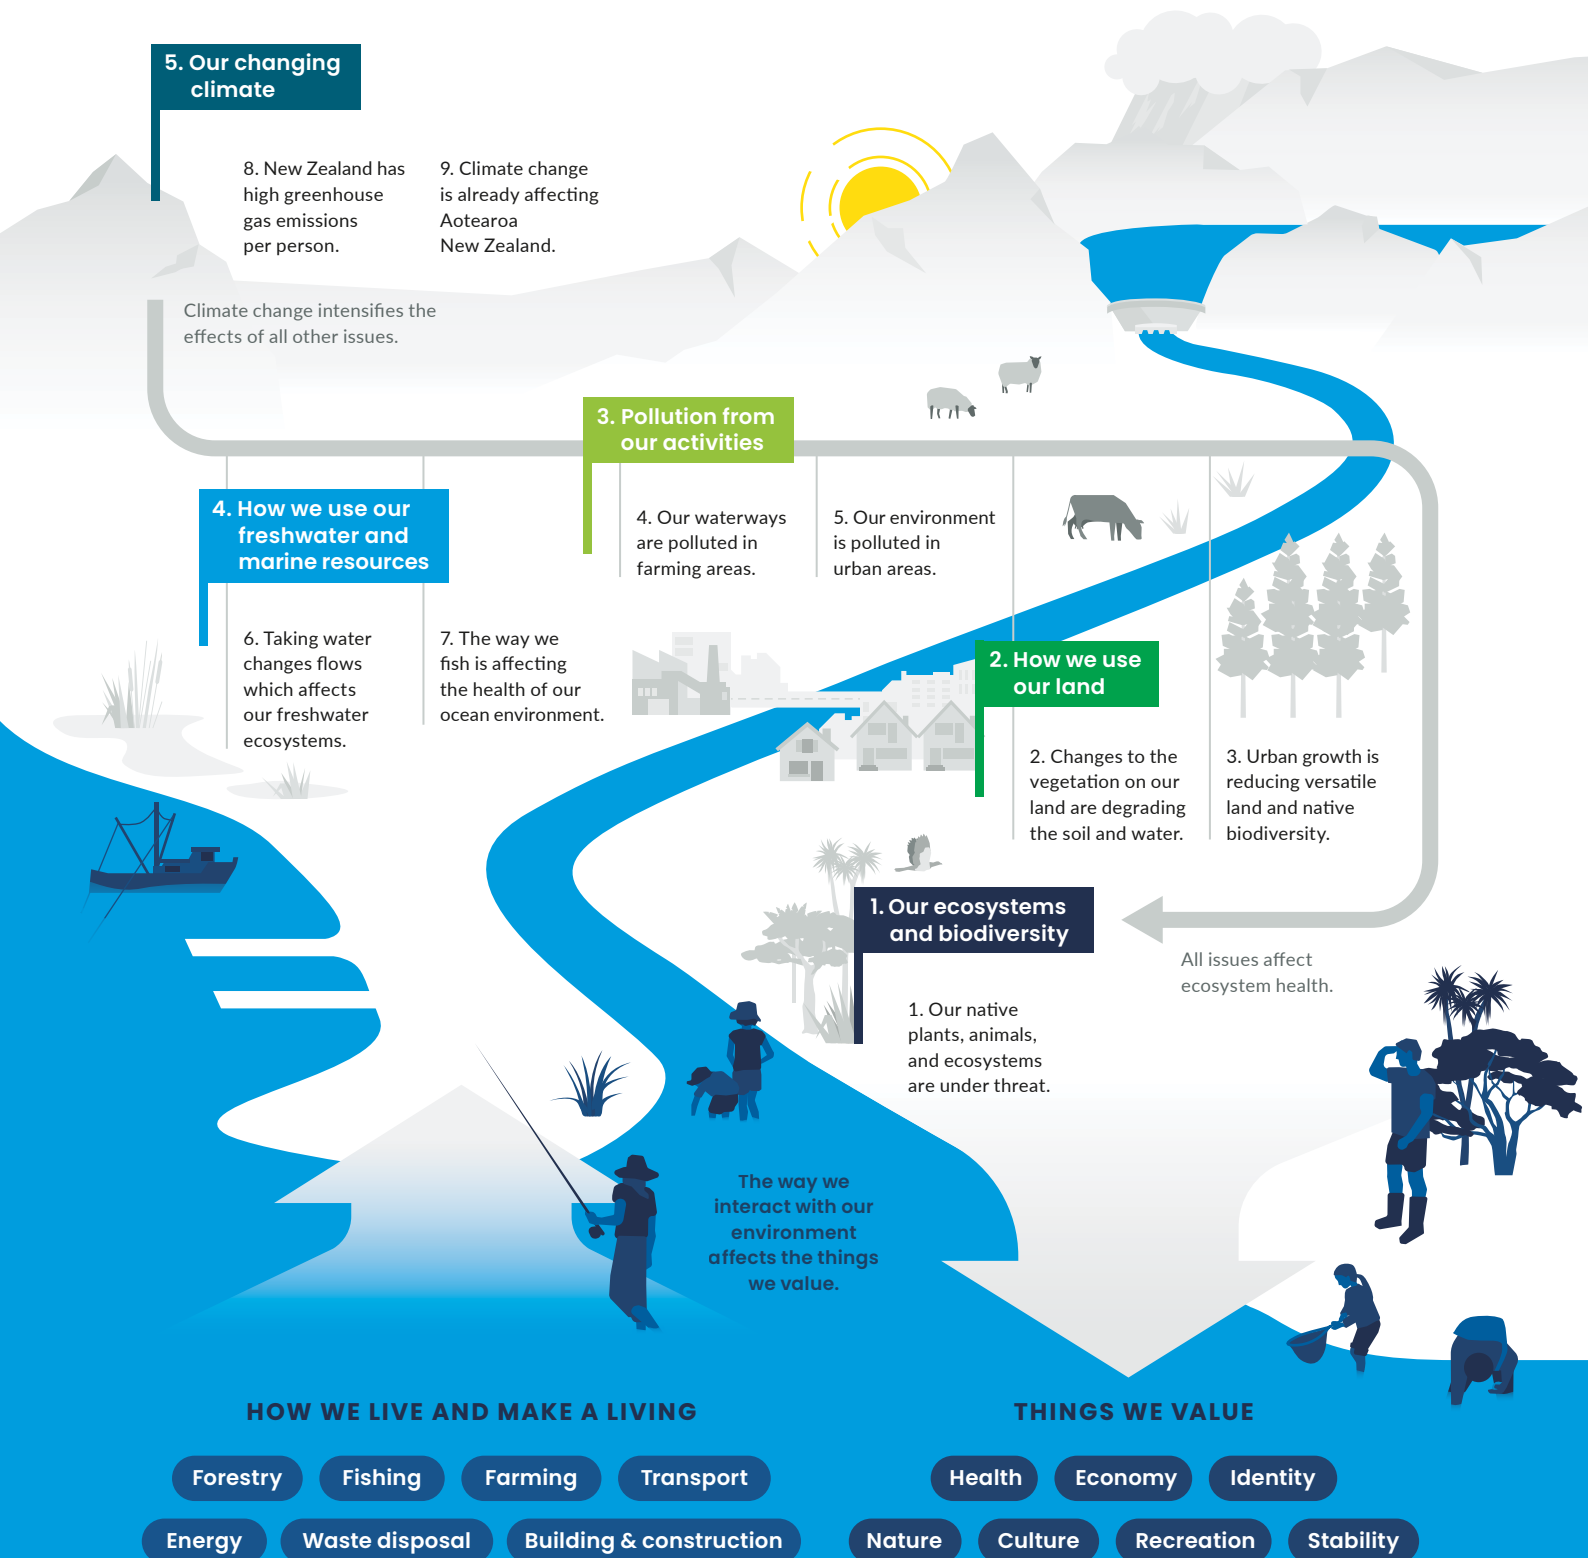 5. Our changing
climate
8. New Zealand has
high greenhouse
gas emissions
per person.
9. Climate change
is already affecting
Aotearoa
New Zealand.
Climate change intensifies the
effects of all other issues.
3. Pollution from
our activities
4. Our waterways
are polluted in
farming areas.
5. Our environment
is polluted in
urban areas.
4. How we use our
freshwater and
marine resources
6. Taking water
changes flows
which affects
our freshwater
ecosystems.
7. The way we
fish is affecting
the health of our
ocean environment.
2. How we use
our land
2. Changes to the
vegetation on our
land are degrading
the soil and water.
3. Urban growth is
reducing versatile
land and native
biodiversity.
1. Our ecosystems
and biodiversity
1. Our native
plants, animals,
and ecosystems
are under threat.
All issues affect
ecosystem health.
The way we
interact with our
environment
affects the things
we value.
HOW WE LIVE AND MAKE A LIVING
Forestry
Fishing
Farming
Transport
Energy
Waste disposal
Building & construction
THINGS WE VALUE
Health
Economy
Identity
Nature
Culture
Recreation
Stability